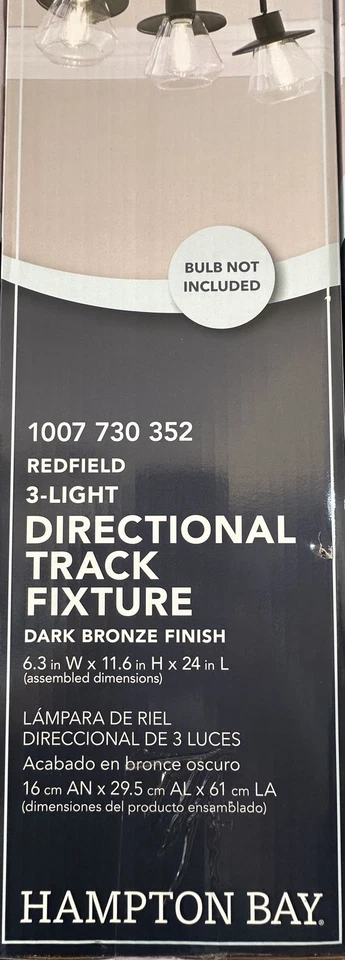 BULB NOT
INCLUDED
1007 730 352
REDFIELD
3-LIGHT
DIRECTIONAL
TRACK
FIXTURE
DARK BRONZE FINISH
6.3 in W x 11.6 in H x 24 in L
(assembled dimensions)
LÁMPARA DE RIEL
DIRECCIONAL DE 3 LUCES
Acabado en bronce oscuro
16 cm AN x 29.5 cm AL x 61 cm LA
(dimensiones del producto ensamblado)
HAMPTON BAY®